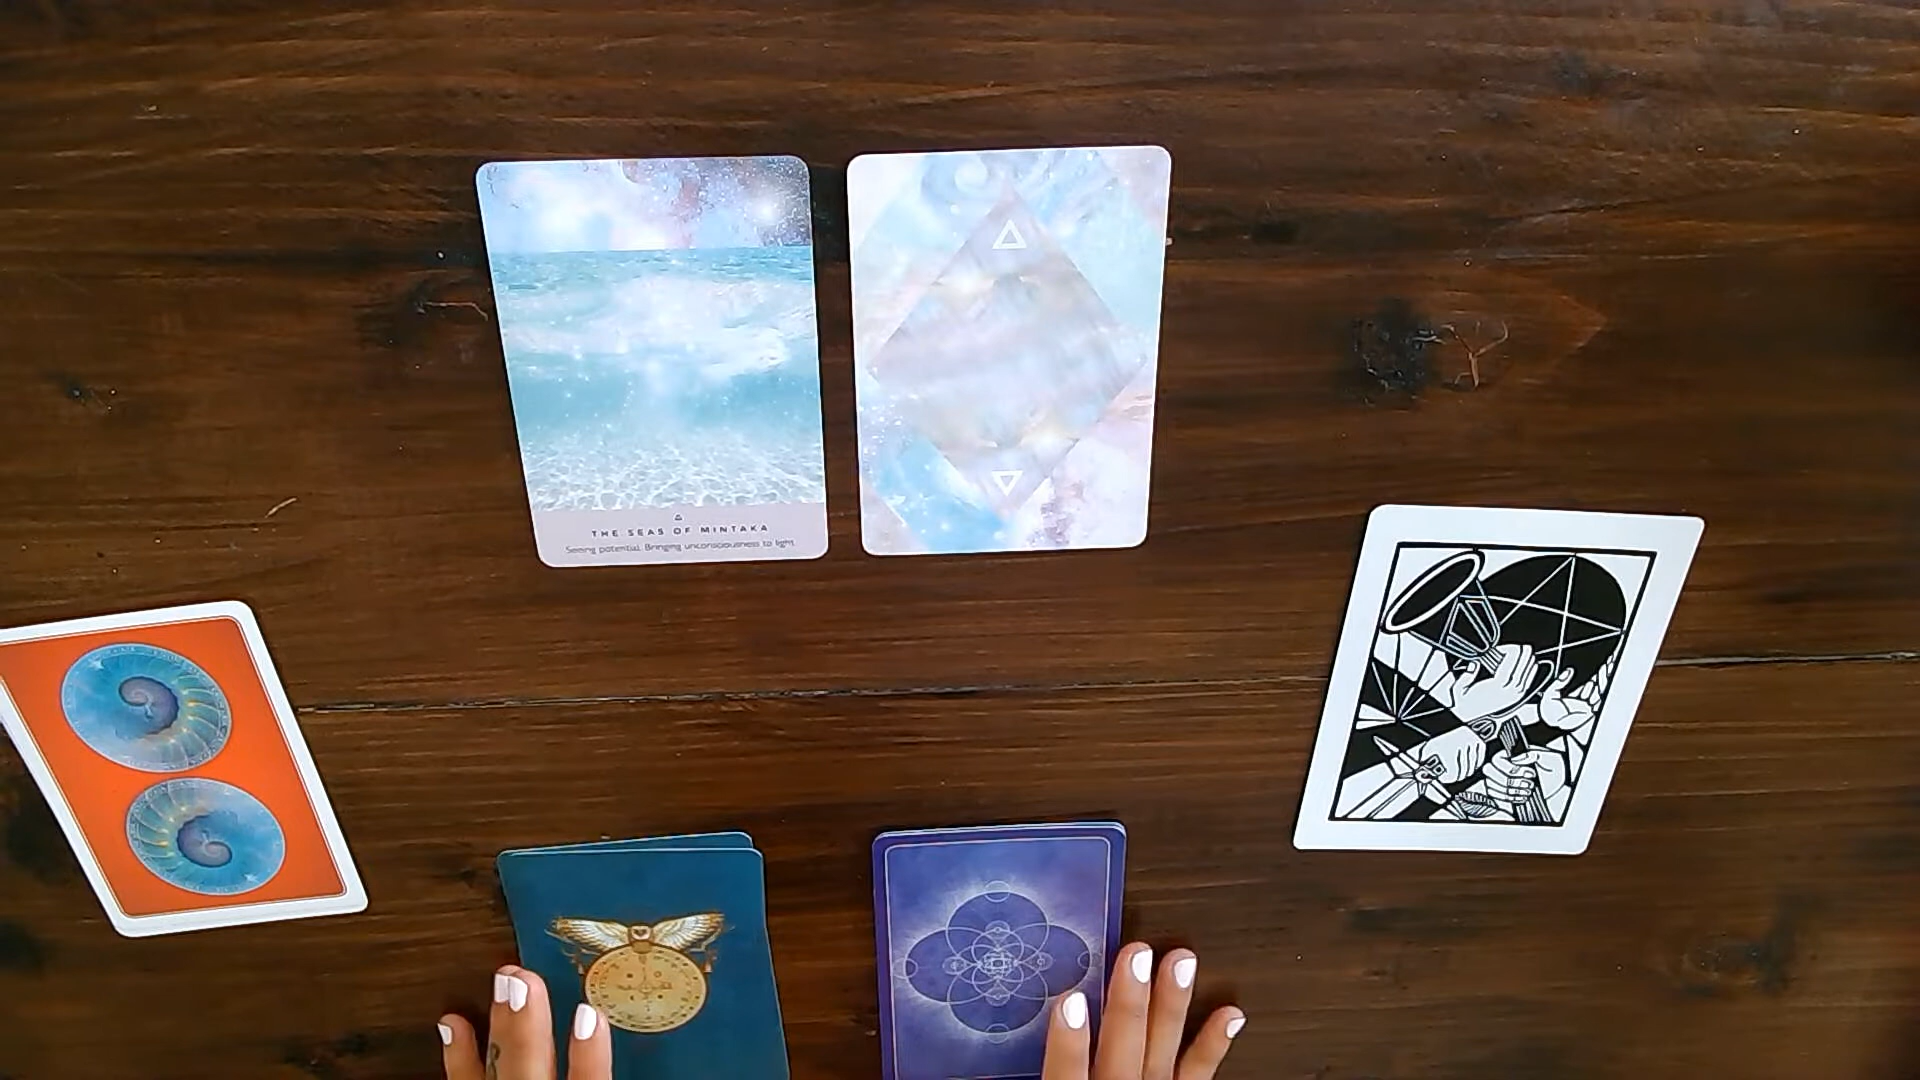 THE SEAS OF MINTAKA
Seeing potential. Bringing unconsciousness to light.